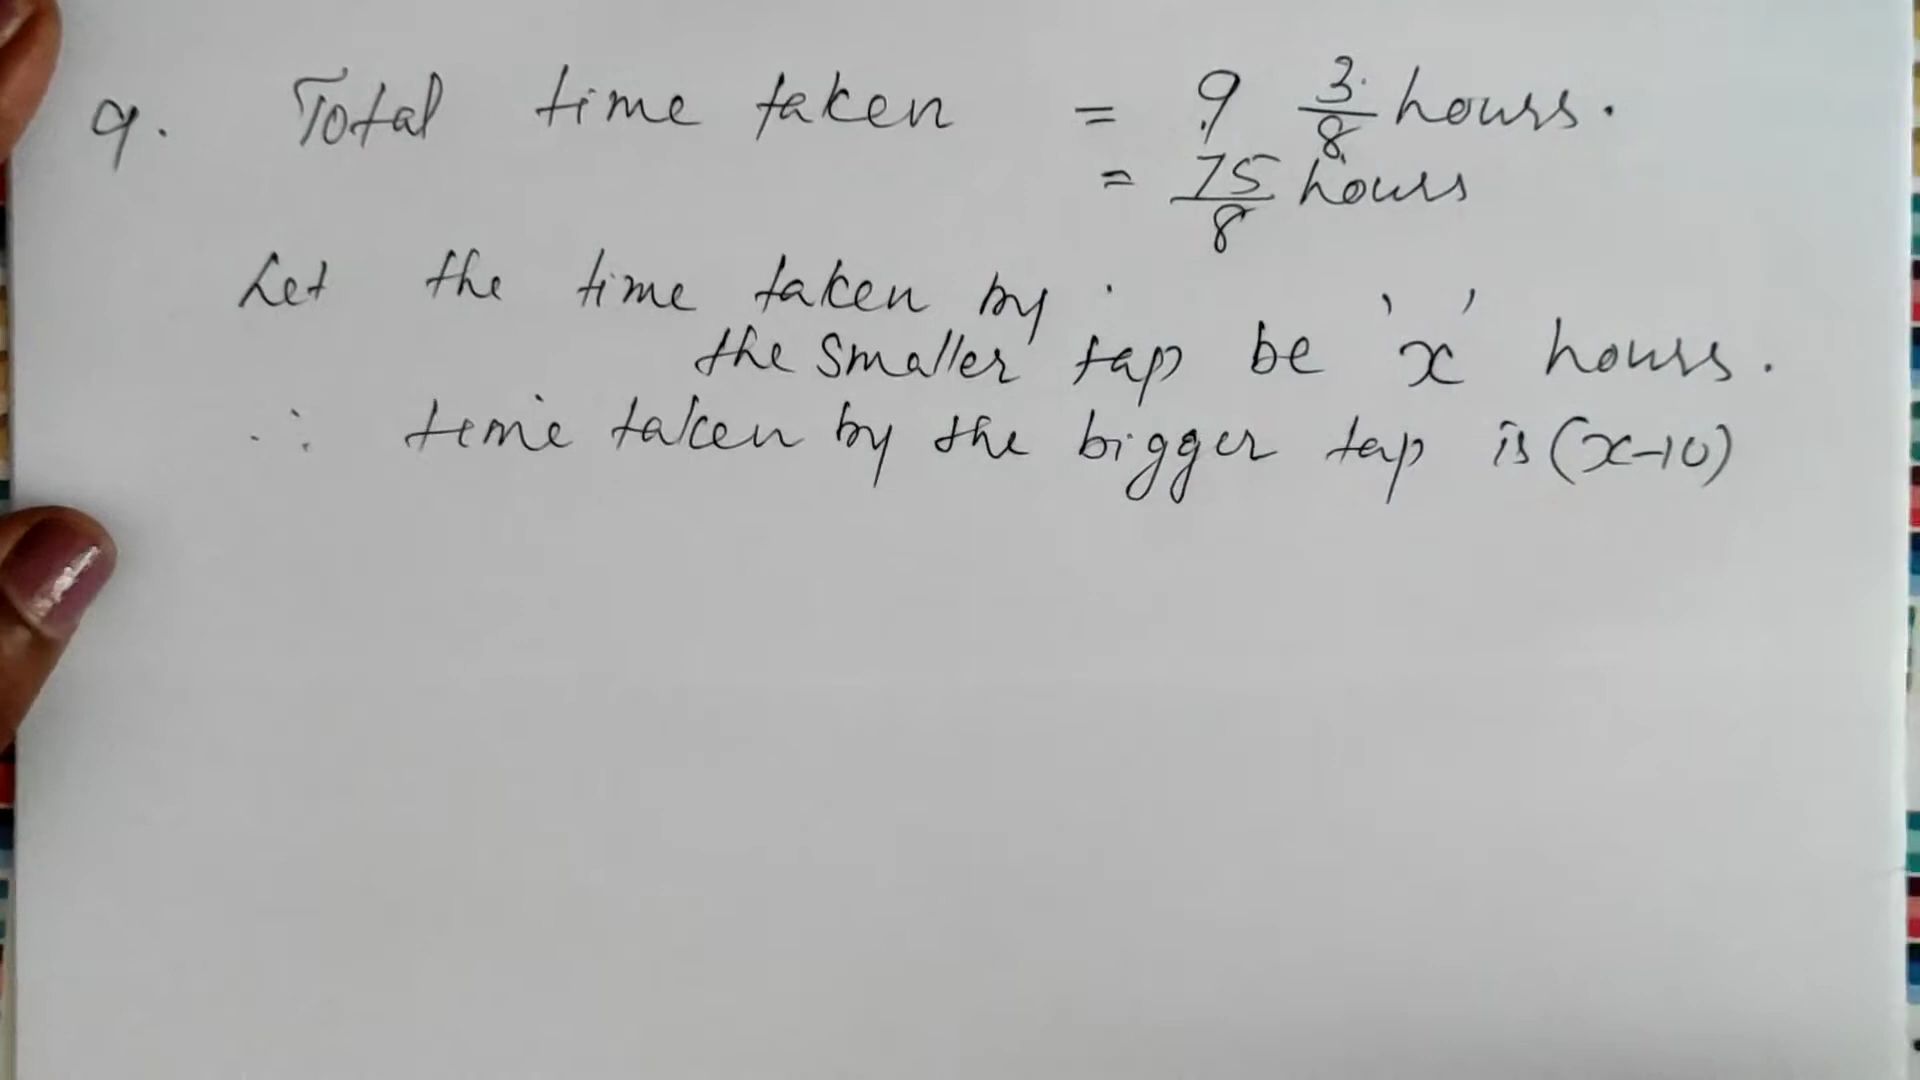 9. Total time taken = 9 3/8 hours.
= 75/8 hours
Let the time taken by
the smaller tap be 'x' hours.
∴ time taken by the bigger tap is (x-10)